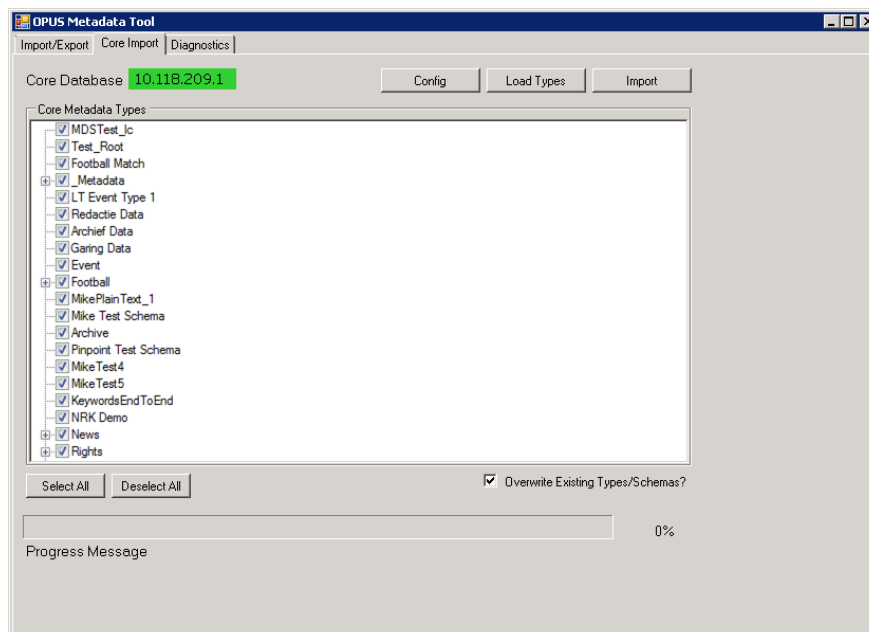 OPUS Metadata Tool
Import/Export Core Import Diagnostics
Core Database 10.118.209.1 Config Load Types Import
Core Metadata Types
MDSTest_lc
Test_Root
Football Match
_Metadata
LT Event Type 1
Redactie Data
Archief Data
Garing Data
Event
Football
MikePlainText_1
Mike Test Schema
Archive
Pinpoint Test Schema
MikeTest4
MikeTest5
KeywordsEndToEnd
NRK Demo
News
Rights
Select All Deselect All Overwrite Existing Types/Schemas?
0%
Progress Message